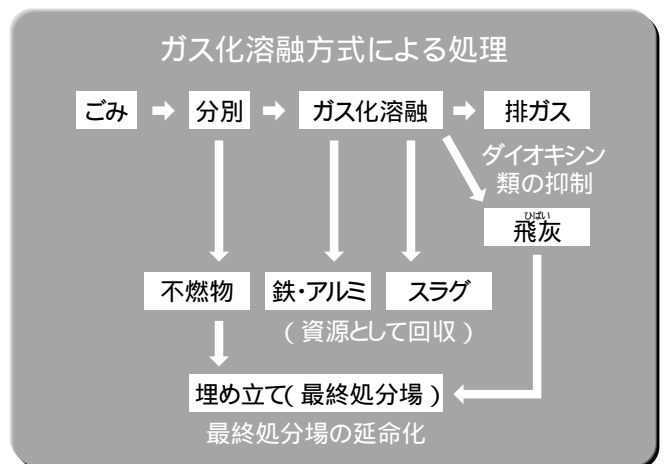 ガス化溶融方式による処理
ごみ ➡ 分別 ➡ ガス化溶融 ➡ 排ガス
ダイオキシン
類の抑制
ひばい
飛灰
不燃物 鉄・アルミ スラグ
(資源として回収)
埋め立て(最終処分場)
最終処分場の延命化